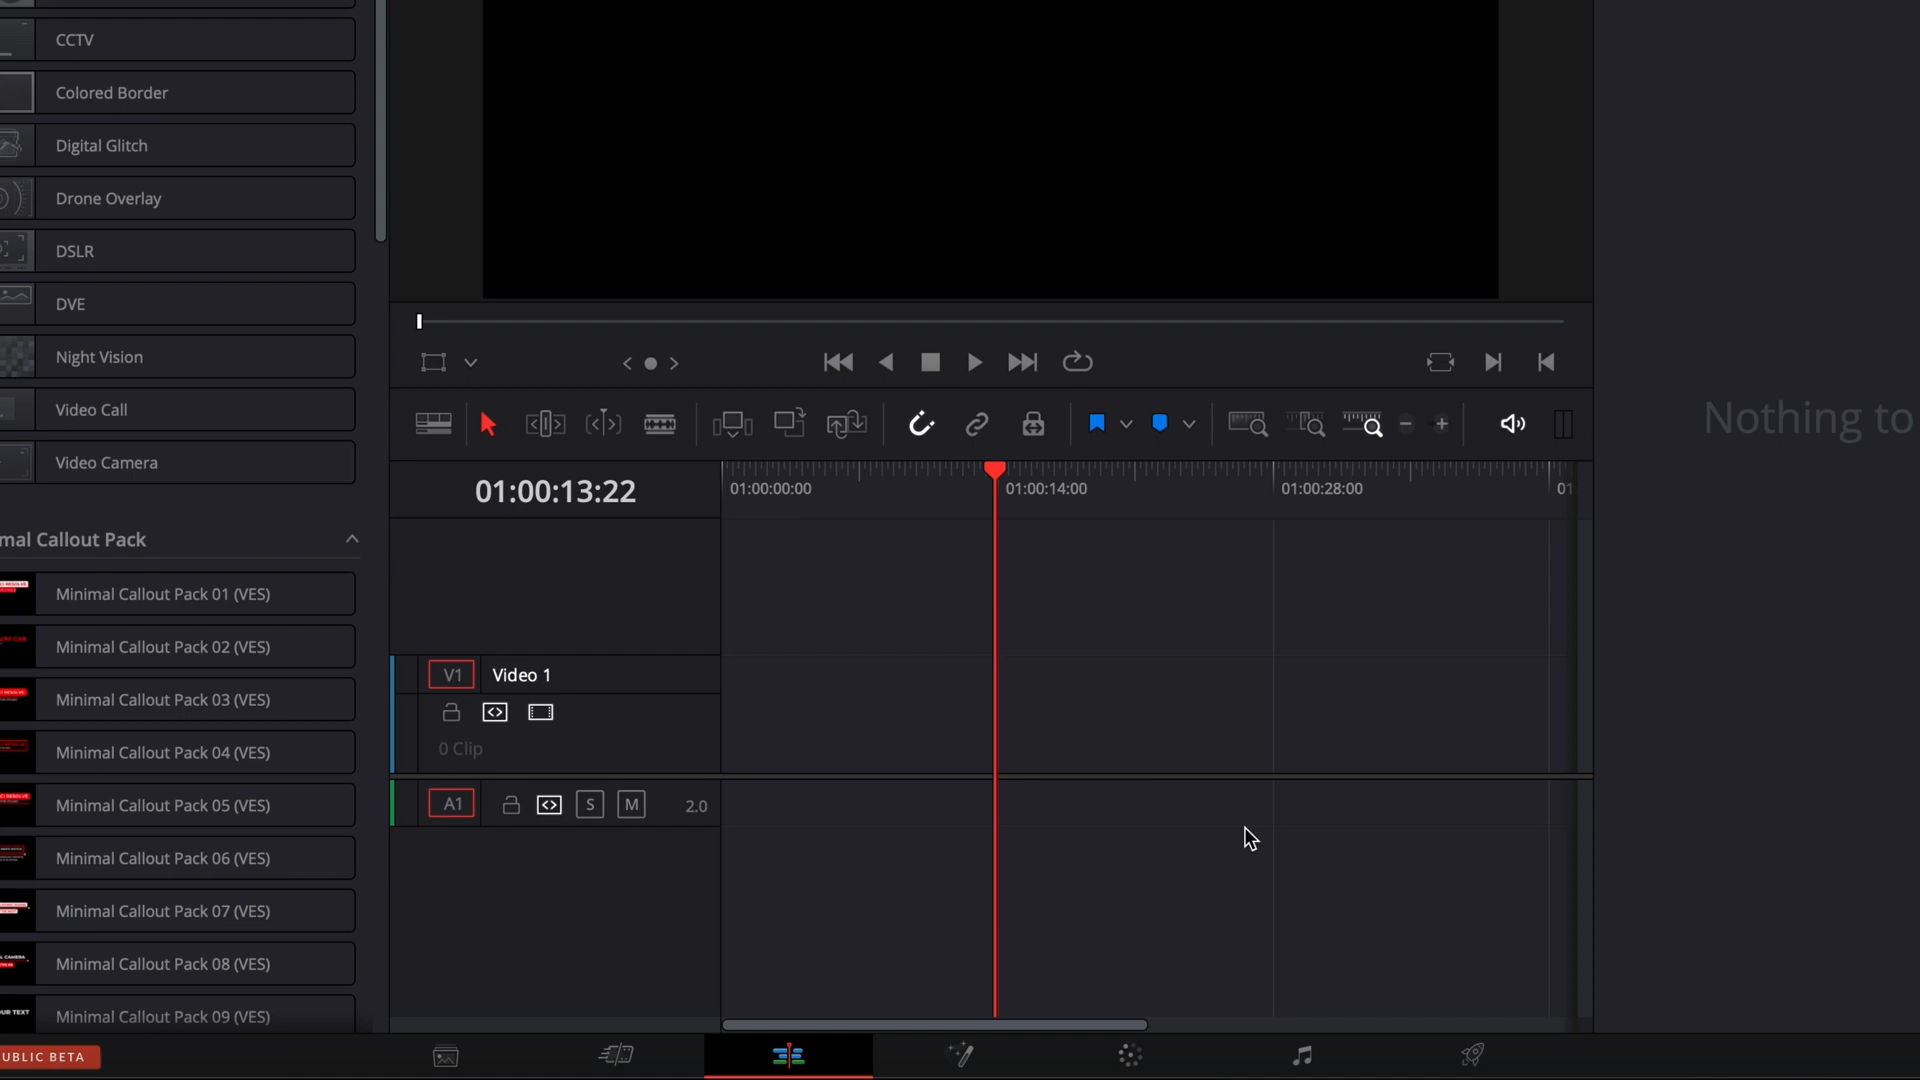 CCTV
Colored Border
Digital Glitch
Drone Overlay
DSLR
DVE
Night Vision
Video Call
Video Camera
mal Callout Pack
Minimal Callout Pack 01 (VES)
Minimal Callout Pack 02 (VES)
Minimal Callout Pack 03 (VES)
Minimal Callout Pack 04 (VES)
Minimal Callout Pack 05 (VES)
Minimal Callout Pack 06 (VES)
Minimal Callout Pack 07 (VES)
Minimal Callout Pack 08 (VES)
Minimal Callout Pack 09 (VES)
UBLIC BETA
01:00:13:22
01:00:00:00
01:00:14:00
01:00:28:00
01
V1 Video 1
0 Clip
A1 S M 2.0
Nothing to